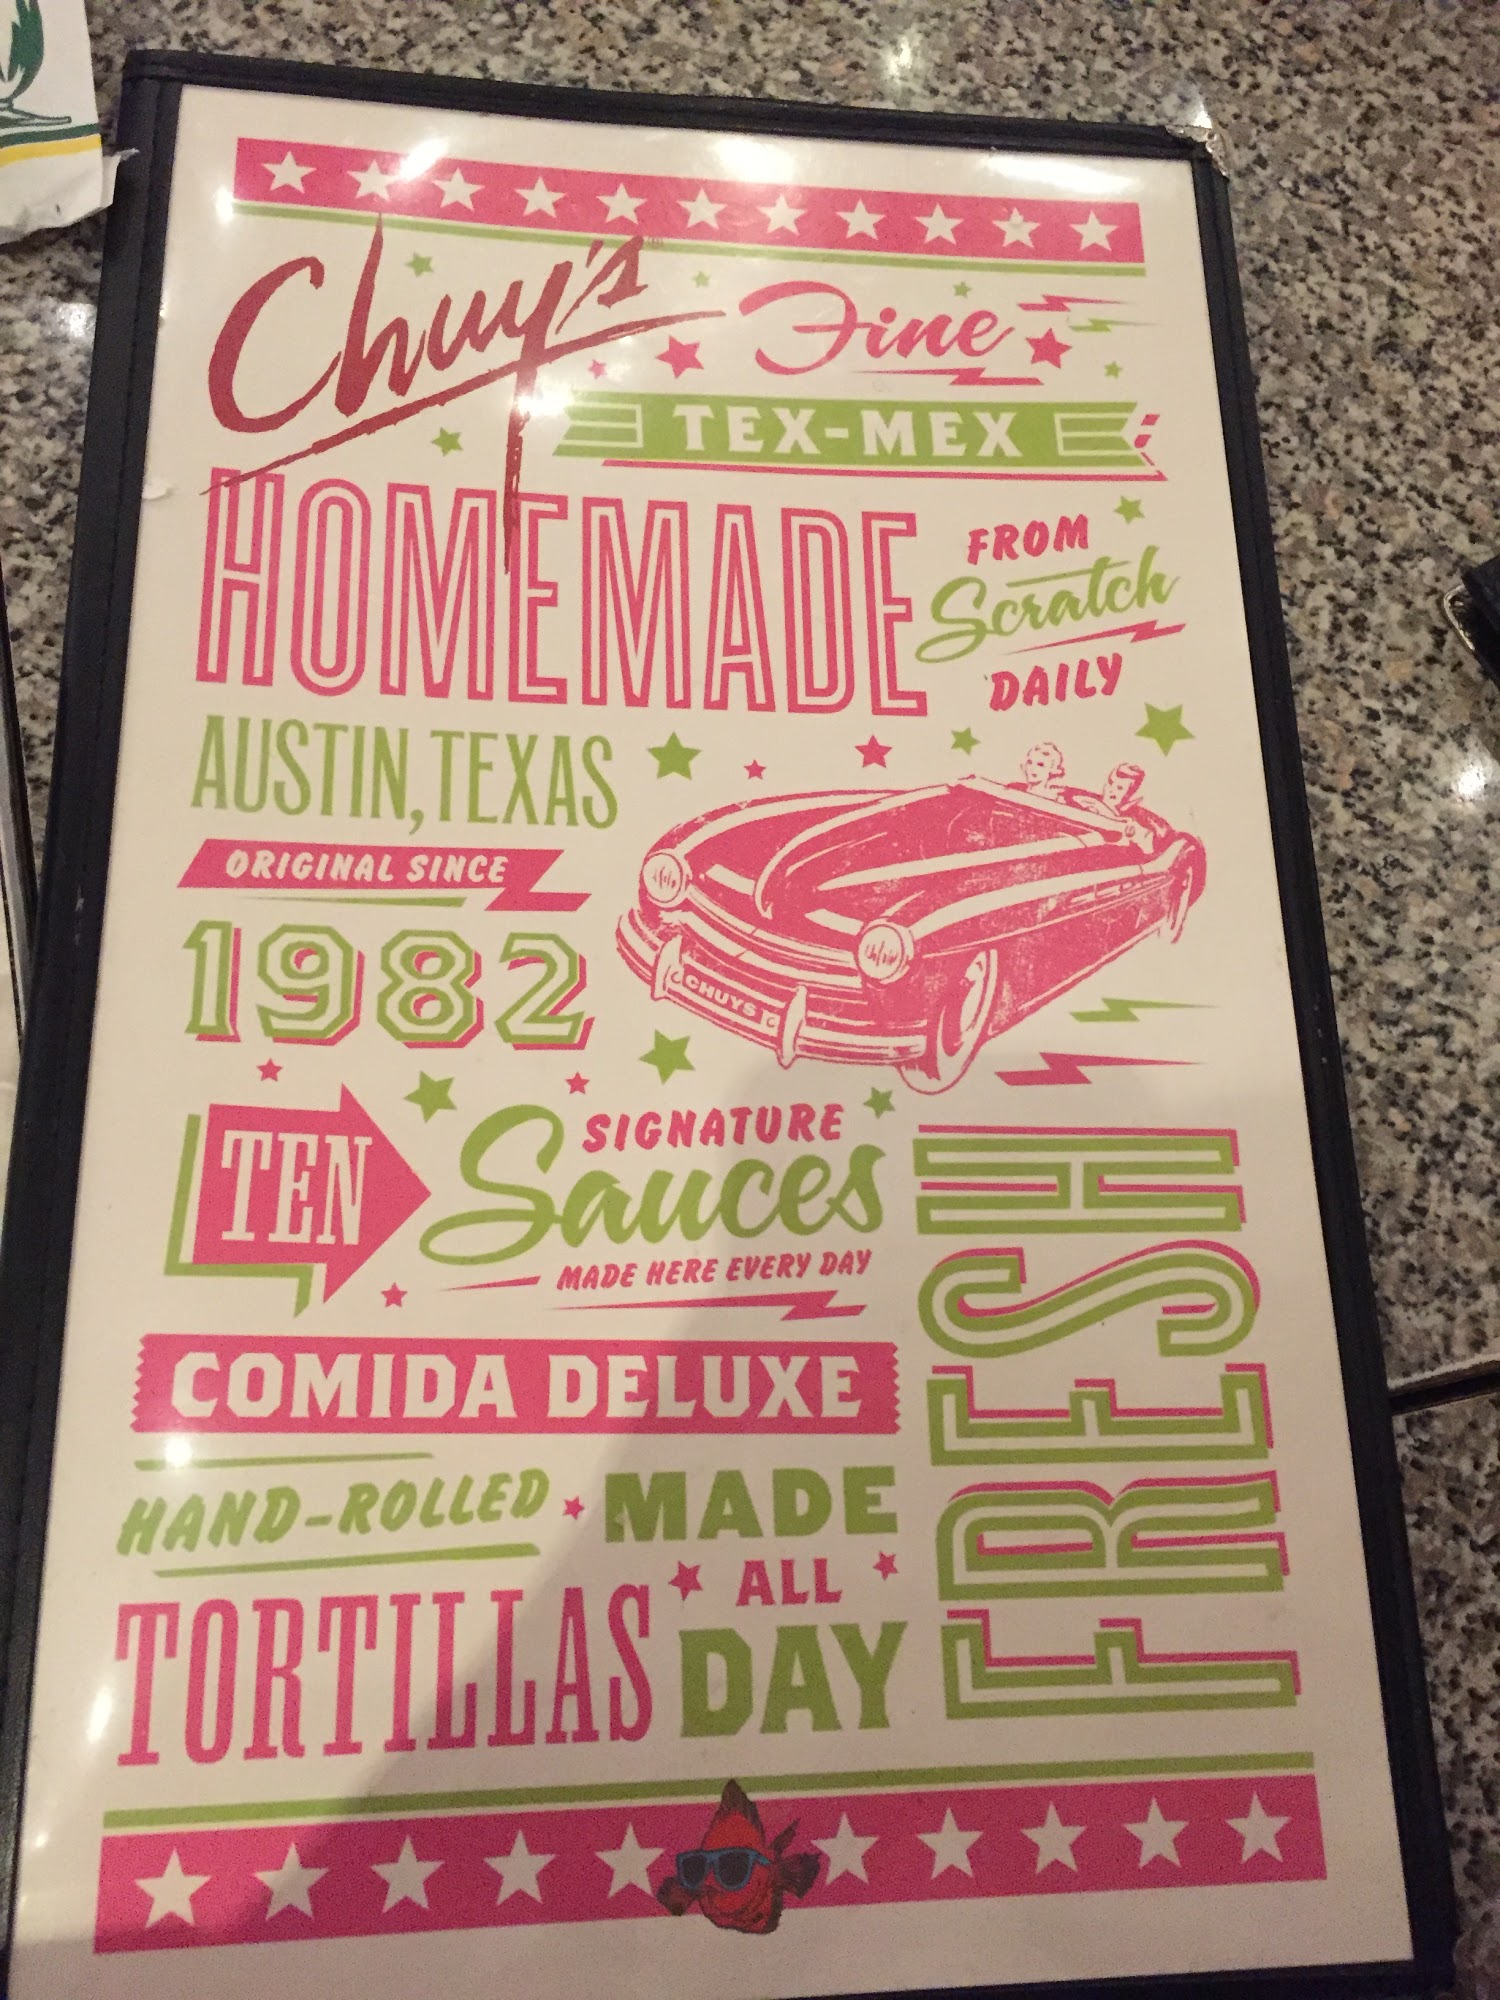 Chuy's
Fine
TEX-MEX
HOMEMADE
FROM
Scratch
DAILY
AUSTIN, TEXAS
ORIGINAL SINCE
1982
CHUYS
TEN
SIGNATURE
Sauces
MADE HERE EVERY DAY
FRESH
COMIDA DELUXE
HAND-ROLLED
TORTILLAS
MADE
ALL
DAY